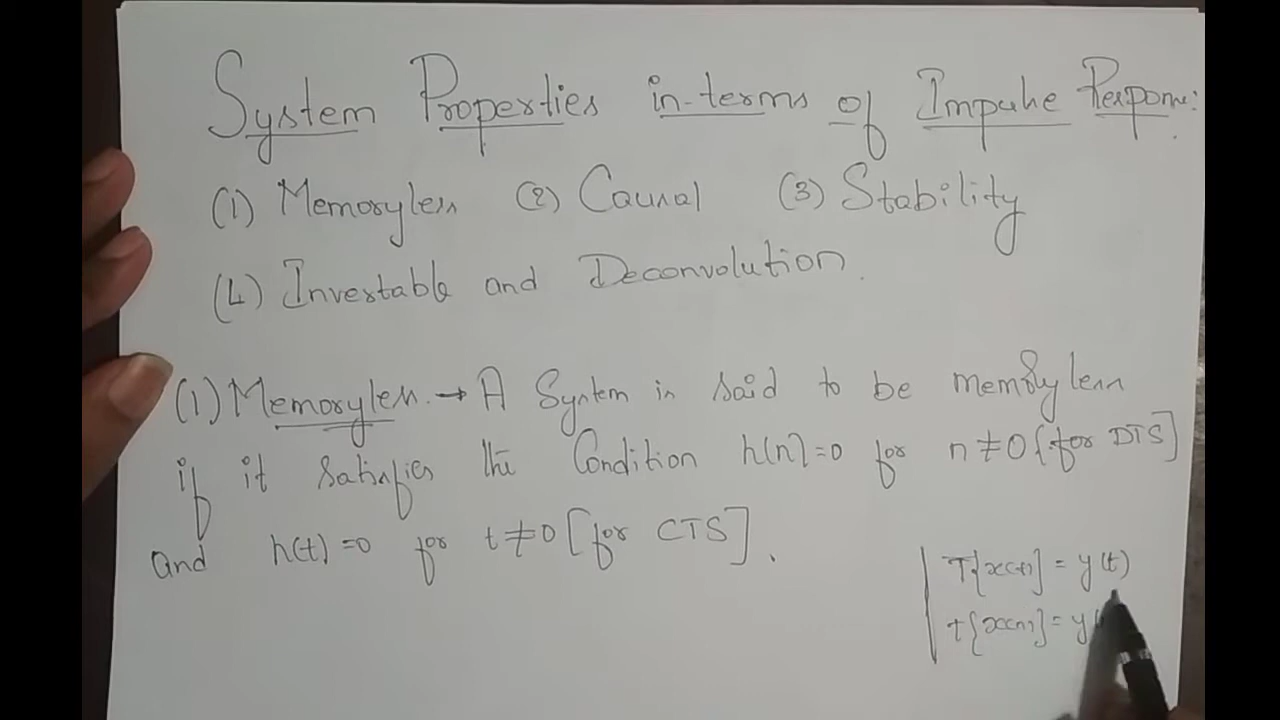 System Properties in-terms of Impulse Response:
(1) Memoryless (2) Causal (3) Stability
(4) Invertable and Deconvolution.
(1) Memoryless → A System is said to be memoryless
if it satisfies the Condition h[n]=0 for n≠0 [for DTS]
and h(t)=0 for t≠0 [for CTS].
T[x(t)] = y(t)
T[x(n)] = y